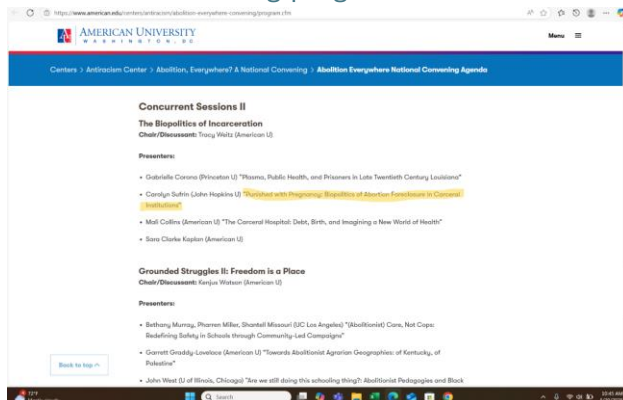 https://www.american.edu/centers/antiracism/abolition-everywhere-convening/program.cfm
AMERICAN UNIVERSITY
WASHINGTON, DC
Menu
Centers > Antiracism Center > Abolition, Everywhere? A National Convening > Abolition Everywhere National Convening Agenda
Concurrent Sessions II
The Biopolitics of Incarceration
Chair/Discussant: Tracy Weitz (American U)
Presenters:
• Gabrielle Corona (Princeton U) "Plasma, Public Health, and Prisoners in Late Twentieth Century Louisiana"
• Carolyn Sufrin (John Hopkins U) "Punished with Pregnancy: Biopolitics of Abortion Foreclosure in Carceral
Institutions"
• Mali Collins (American U) "The Carceral Hospital: Debt, Birth, and Imagining a New World of Health"
• Sara Clarke Kaplan (American U)
Grounded Struggles II: Freedom is a Place
Chair/Discussant: Kenjus Watson (American U)
Presenters:
• Bethany Murray, Pharren Miller, Shantell Missouri (UC Los Angeles) "(Abolitionist) Care, Not Cops:
Redefining Safety in Schools through Community-Led Campaigns"
• Garrett Graddy-Lovelace (American U) "Towards Abolitionist Agrarian Geographies: of Kentucky, of
Palestine"
Back to top
• John West (U of Illinois, Chicago) "Are we still doing this schooling thing?: Abolitionist Pedagogies and Black
Search
10:45 AM